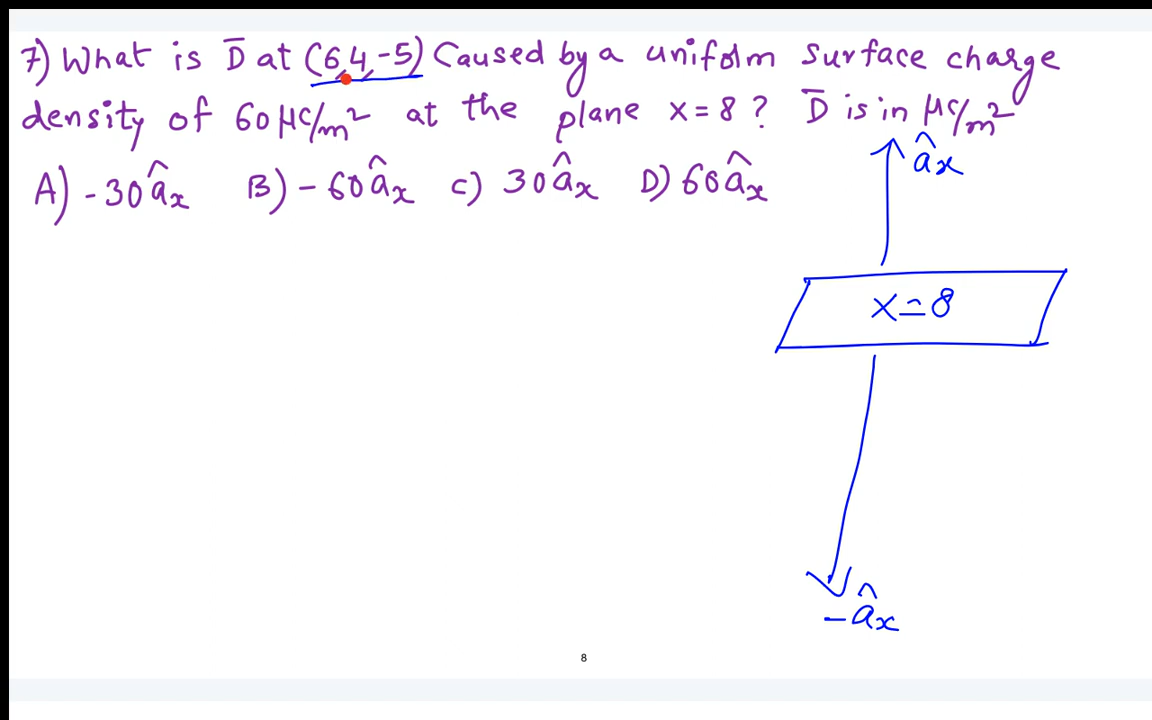 7) What is D̅ at (6,4,-5) Caused by a uniform surface charge
density of 60 μc/m² at the plane x = 8 ? D̅ is in μc/m²
A) -30 âx B) - 60 âx c) 30 âx D) 60 âx
âx
x=8
-âx
8